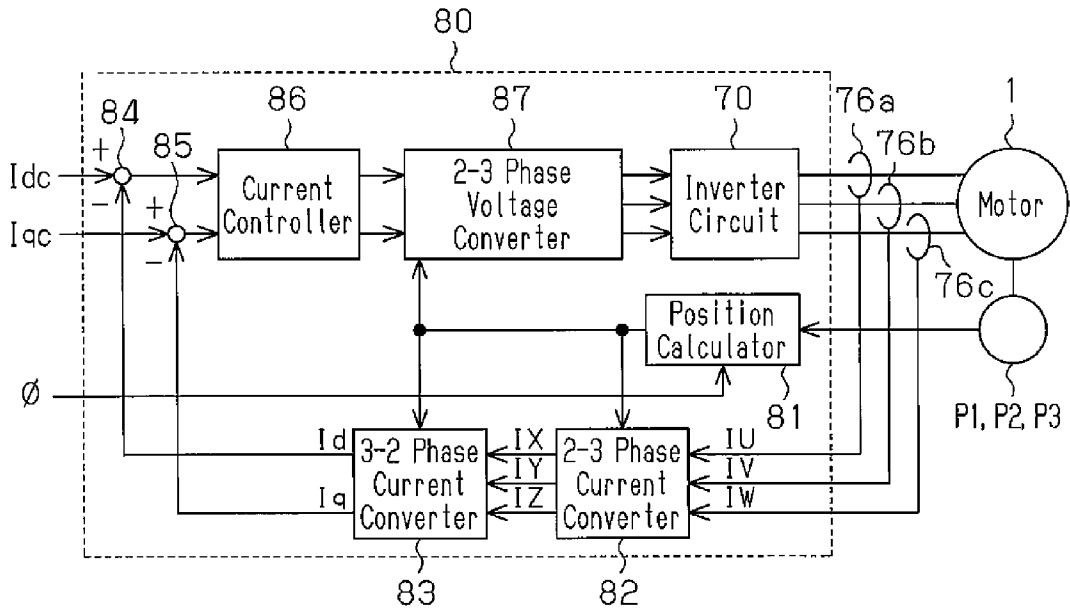 80
84
85
86
87
70
76a
76b
1
+
Idc
−
+
Iqc
−
Current
Controller
2-3 Phase
Voltage
Converter
Inverter
Circuit
Motor
76c
Position
Calculator
81
P1, P2, P3
Ø
Id
Iq
3-2 Phase
Current
Converter
83
IX
IY
IZ
2-3 Phase
Current
Converter
82
IU
IV
IW